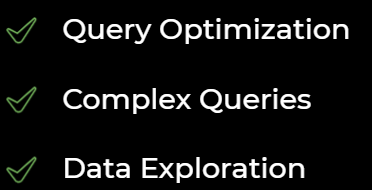 Query Optimization
Complex Queries
Data Exploration